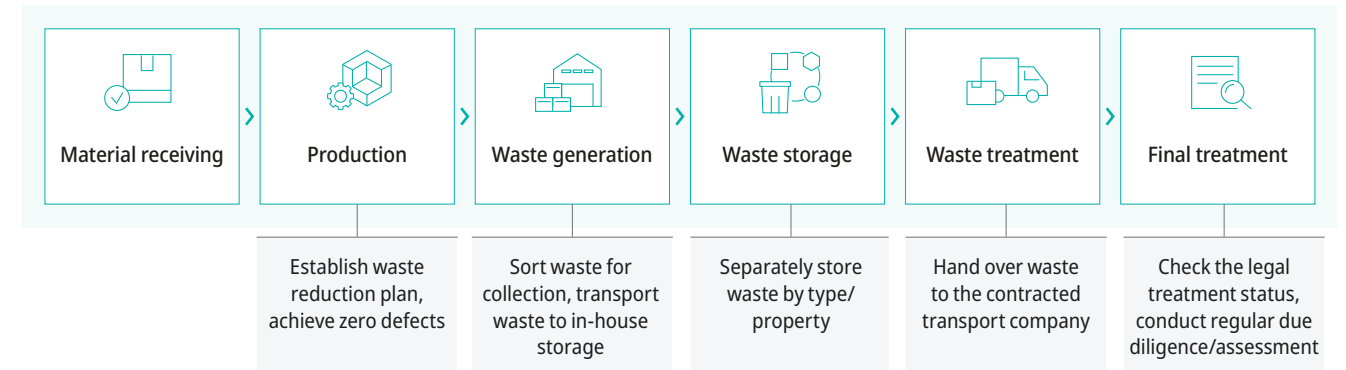 Material receiving
Production
Waste generation
Waste storage
Waste treatment
Final treatment
Establish waste
reduction plan,
achieve zero defects
Sort waste for
collection, transport
waste to in-house
storage
Separately store
waste by type/
property
Hand over waste
to the contracted
transport company
Check the legal
treatment status,
conduct regular due
diligence/assessment